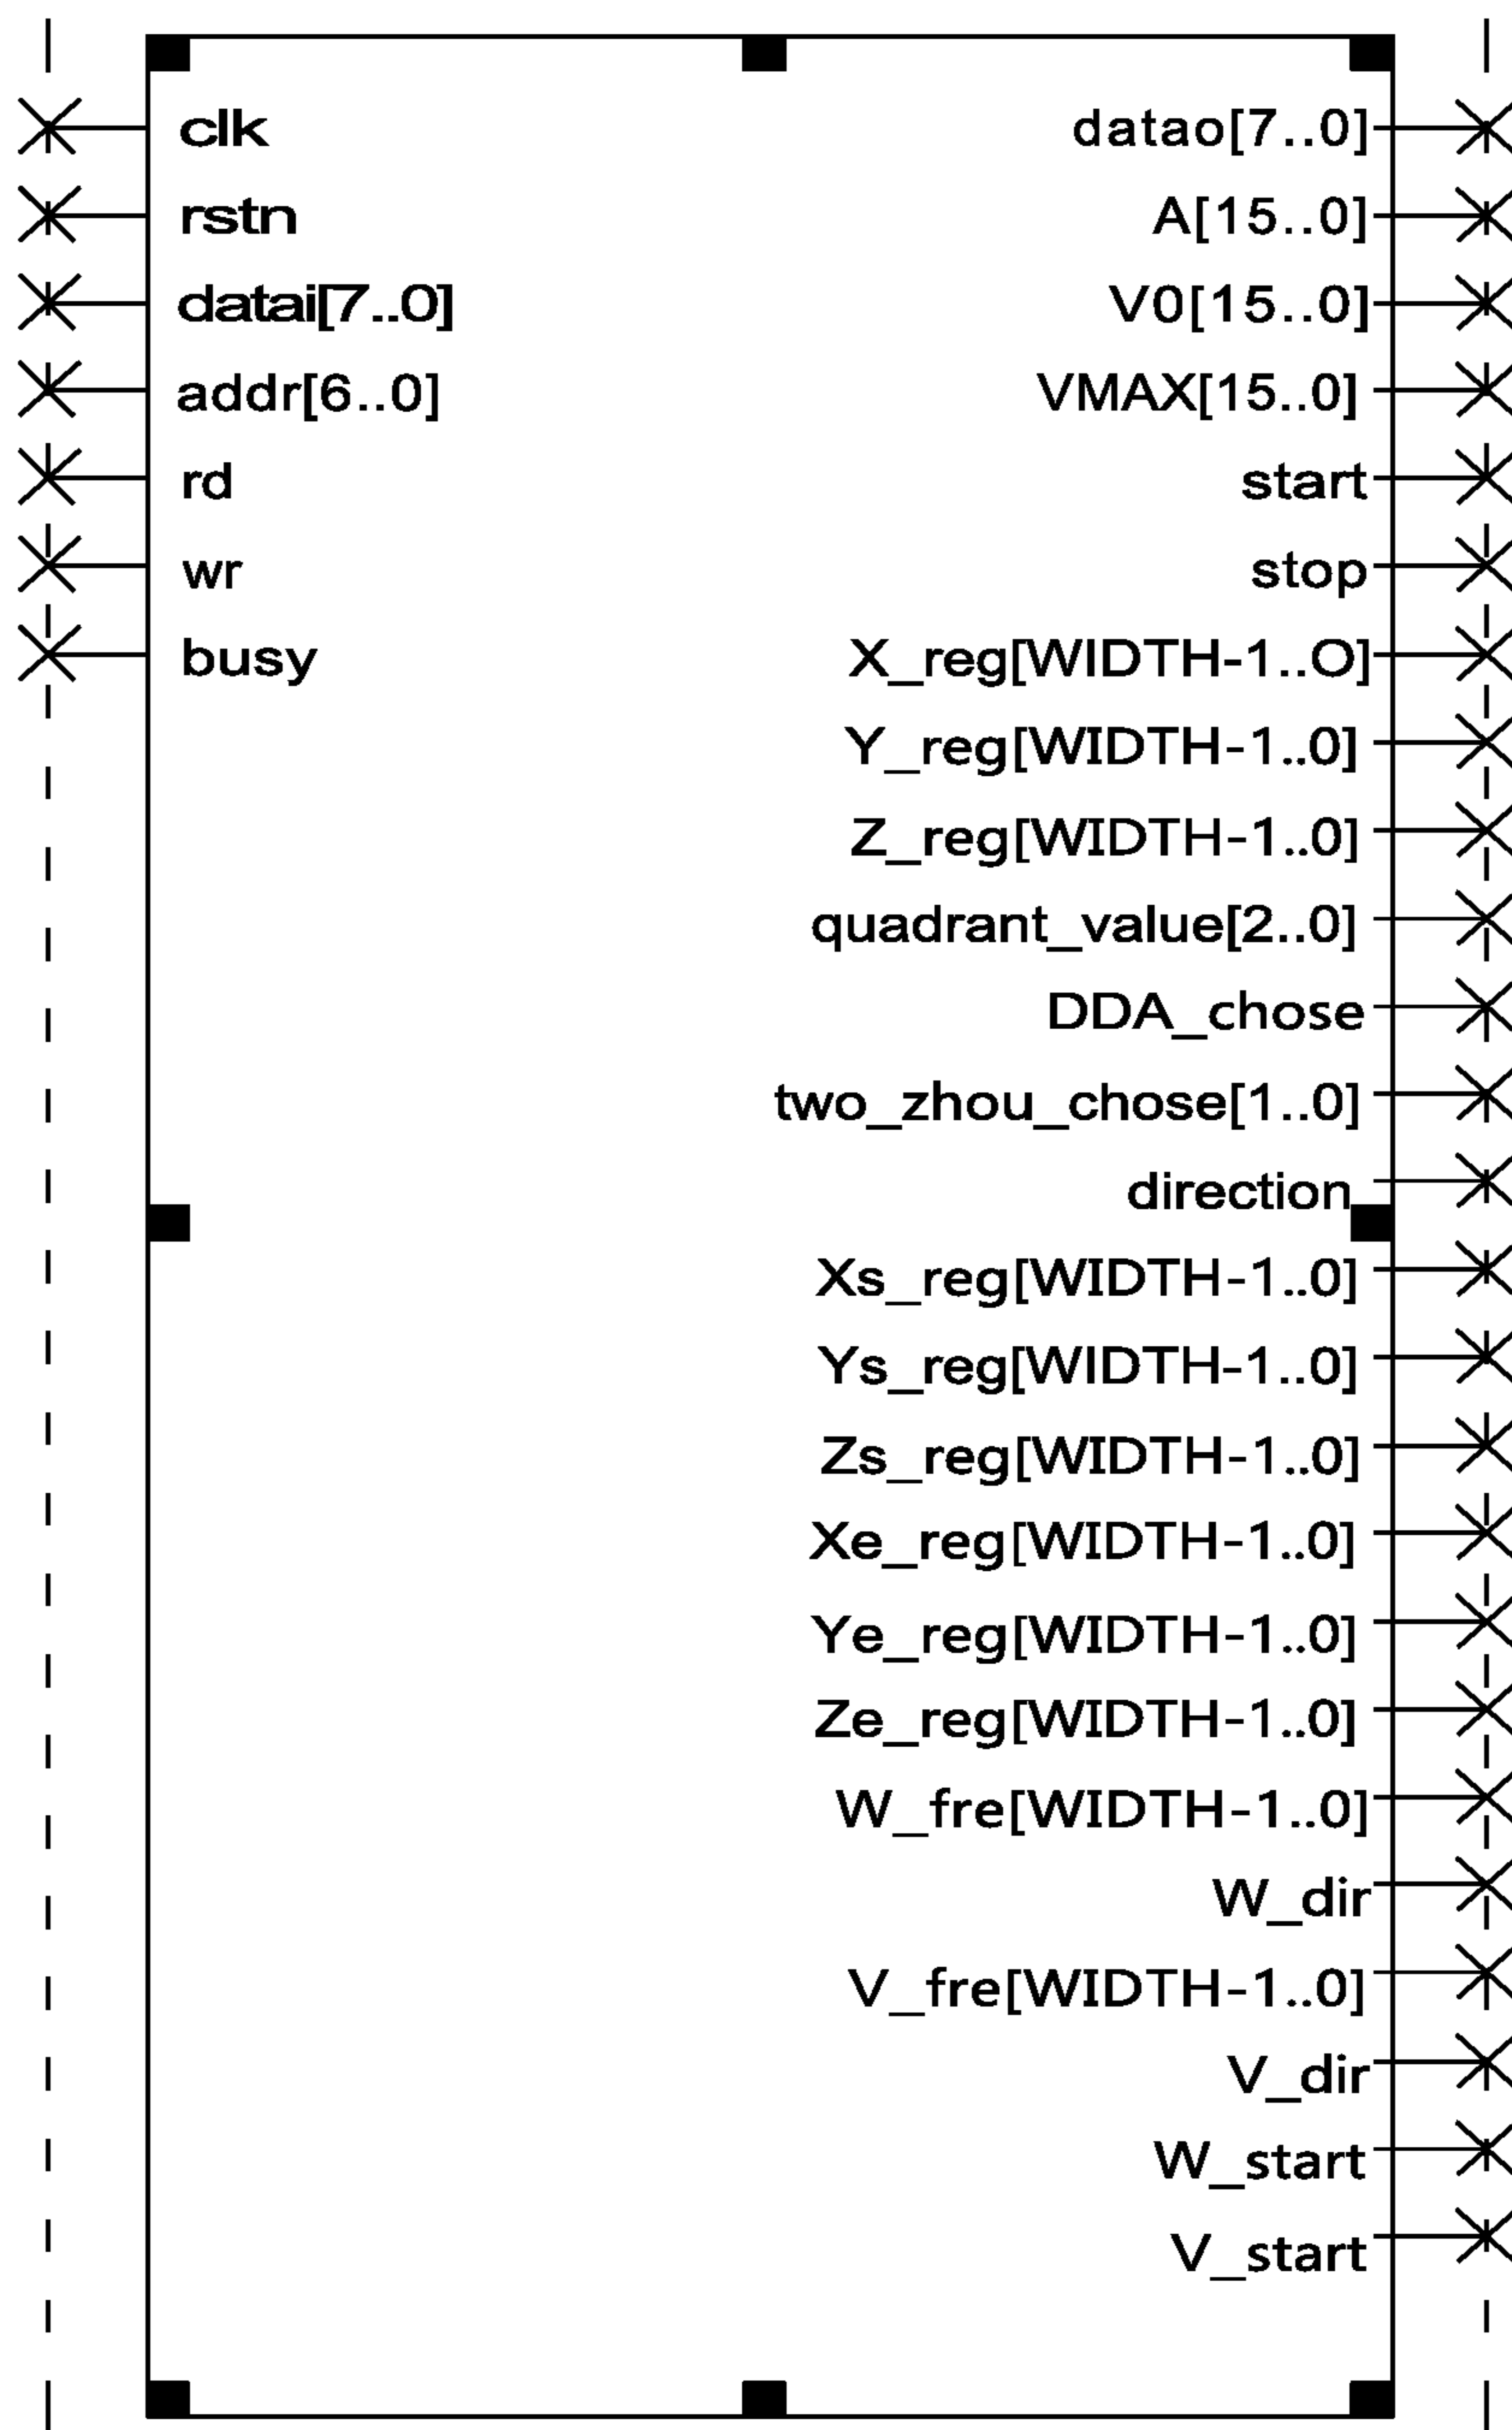 clk
datao[7..0]
rstn
A[15..0]
datai[7..0]
V0[15..0]
addr[6..0]
VMAX[15..0]
rd
start
wr
stop
busy
X_reg[WIDTH-1..O]
Y_reg[WIDTH-1..0]
Z_reg[WIDTH-1..0]
quadrant_value[2..0]
DDA_chose
two_zhou_chose[1..0]
direction
Xs_reg[WIDTH-1..0]
Ys_reg[WIDTH-1..0]
Zs_reg[WIDTH-1..0]
Xe_reg[WIDTH-1..0]
Ye_reg[WIDTH-1..0]
Ze_reg[WIDTH-1..0]
W_fre[WIDTH-1..0]
W_dir
V_fre[WIDTH-1..0]
V_dir
W_start
V_start